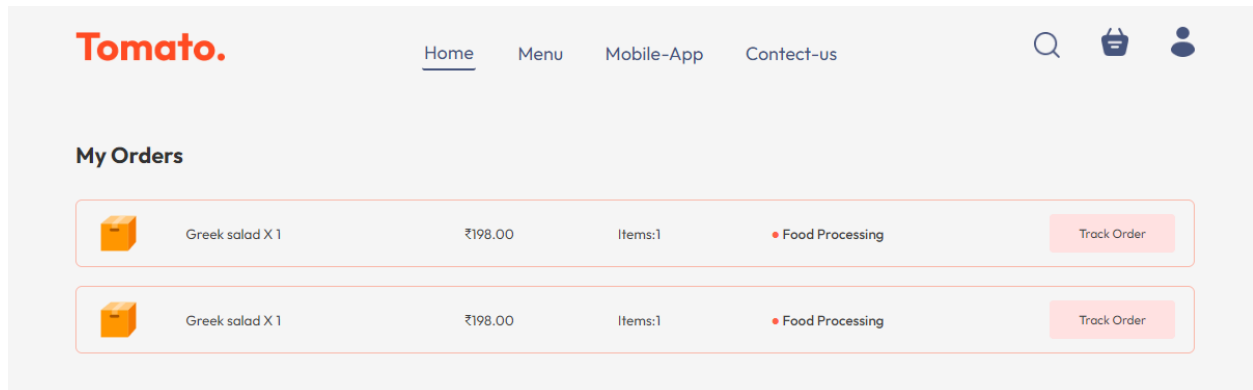 Tomato.
Home Menu Mobile-App Contect-us
My Orders
Greek salad X 1 ₹198.00 Items:1 • Food Processing Track Order
Greek salad X 1 ₹198.00 Items:1 • Food Processing Track Order